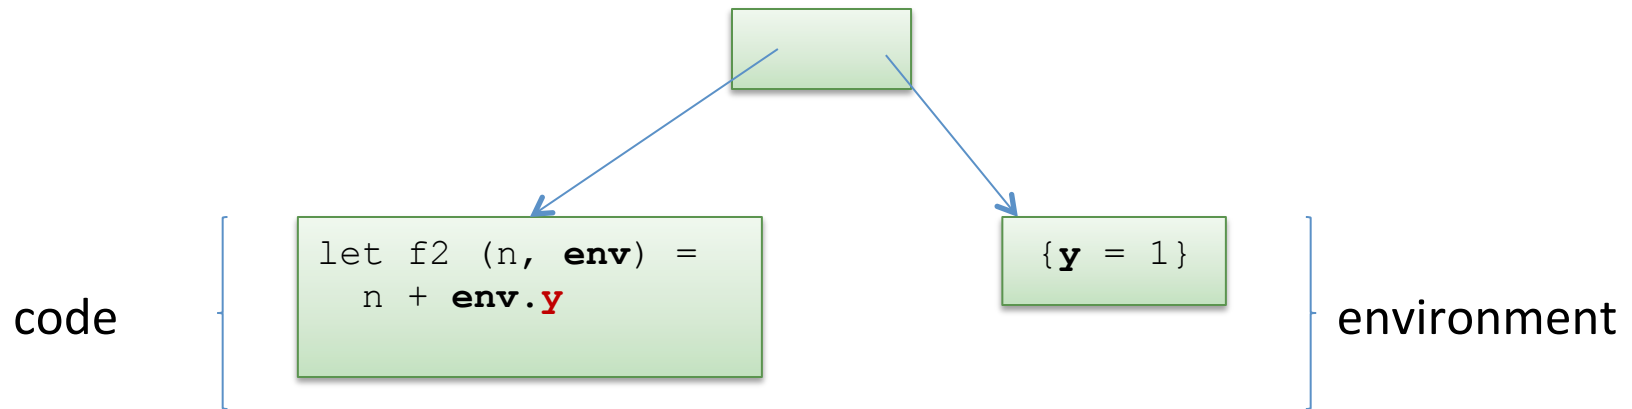 let f2 (n, env) =
n + env.y
{y = 1}
code
environment